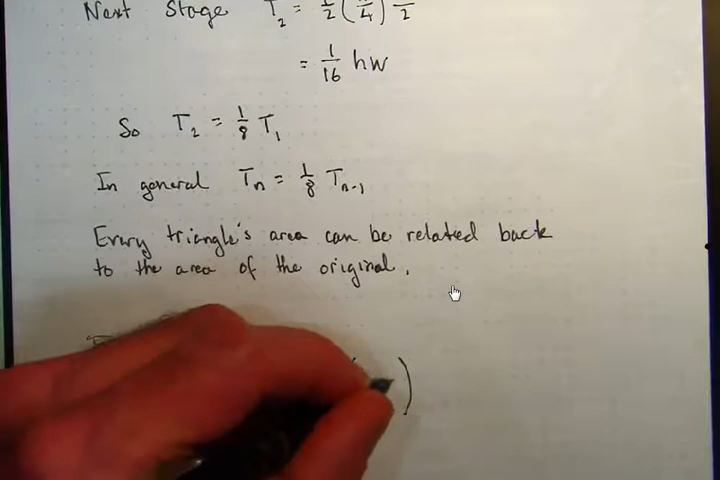 Next Stage T₂ = 1/2 (h/4) w/2
= 1/16 hw
So T₂ = 1/8 T₁
In general Tn = 1/8 Tn-1
Every triangle's area can be related back
to the area of the original.
)